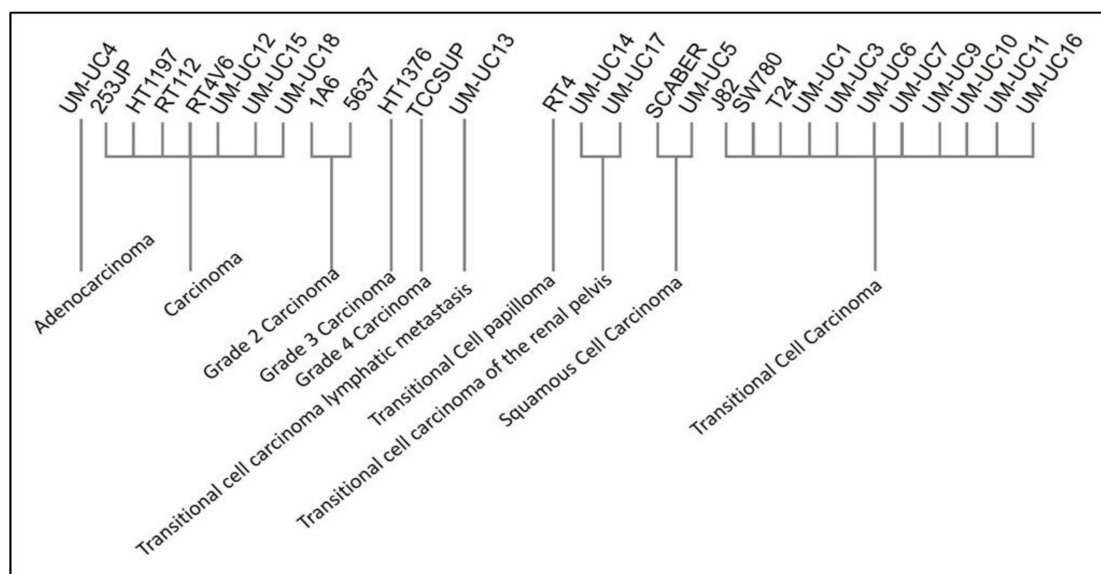 UM-UC4
253JP
HT1197
RT112
RT4V6
UM-UC12
UM-UC15
UM-UC18
1A6
5637
HT1376
TCCSUP
UM-UC13
RT4
UM-UC14
UM-UC17
SCABER
UM-UC5
J82
SW780
T24
UM-UC1
UM-UC3
UM-UC6
UM-UC7
UM-UC9
UM-UC10
UM-UC11
UM-UC16
Adenocarcinoma
Carcinoma
Grade 2 Carcinoma
Grade 3 Carcinoma
Grade 4 Carcinoma
Transitional cell carcinoma lymphatic metastasis
Transitional Cell papilloma
Transitional cell carcinoma of the renal pelvis
Squamous Cell Carcinoma
Transitional Cell Carcinoma